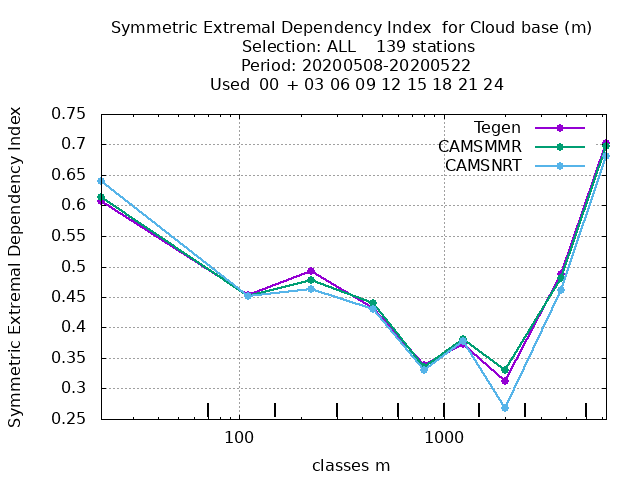 Symmetric Extremal Dependency Index for Cloud base (m)
Selection: ALL 139 stations
Period: 20200508-20200522
Used 00 + 03 06 09 12 15 18 21 24
Symmetric Extremal Dependency Index
0.75
0.7
0.65
0.6
0.55
0.5
0.45
0.4
0.35
0.3
0.25
Tegen
CAMSMMR
CAMSNRT
100
1000
classes m